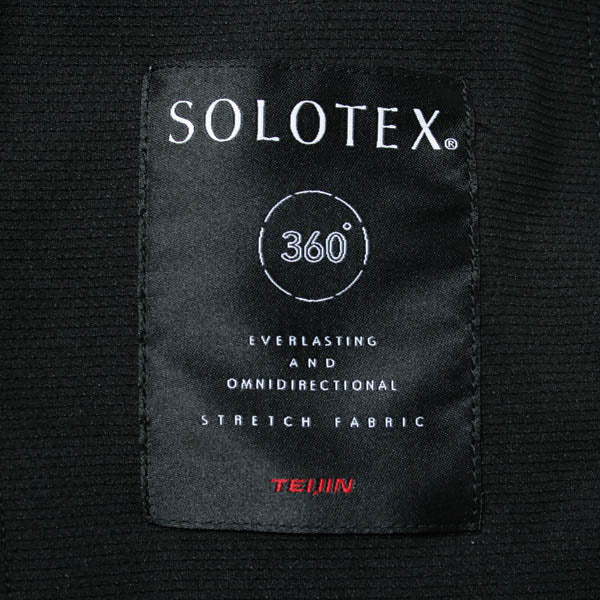 SOLOTEX®
360°
EVERLASTING
AND
OMNIDIRECTIONAL
STRETCH FABRIC
TEIJIN